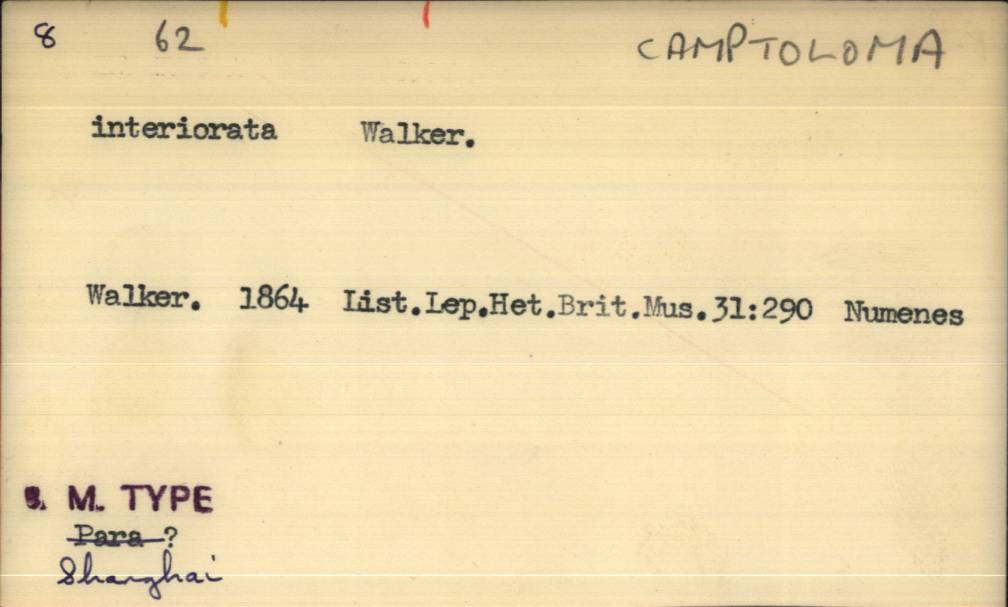 8 62 CAMPTOLOMA
interiorata Walker.
Walker. 1864 List.Lep.Het.Brit.Mus.31:290 Numenes
B. M. TYPE
Para ?
Shanghai